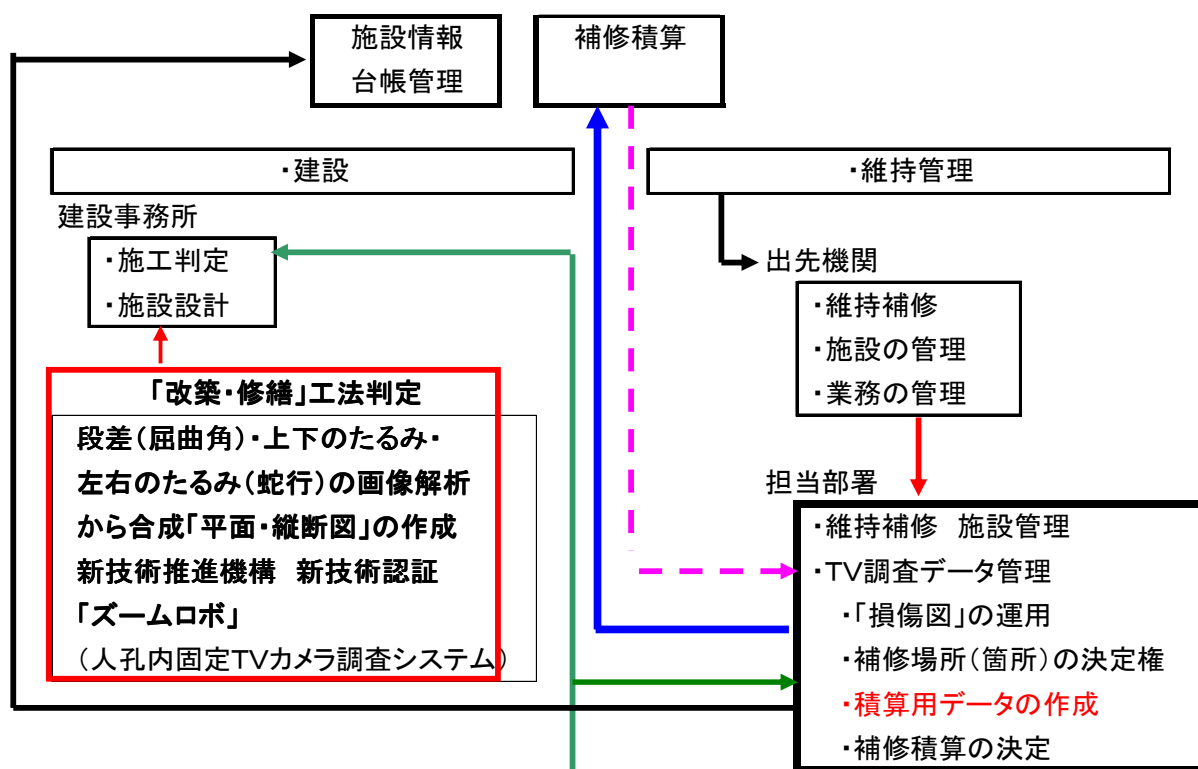 施設情報
台帳管理
補修積算
・建設
・維持管理
建設事務所
・施工判定
・施設設計
出先機関
・維持補修
・施設の管理
・業務の管理
「改築・修繕」工法判定
段差(屈曲角)・上下のたるみ・
左右のたるみ(蛇行)の画像解析
から合成「平面・縦断図」の作成
新技術推進機構 新技術認証
「ズームロボ」
(人孔内固定TVカメラ調査システム)
担当部署
・維持補修 施設管理
・TV調査データ管理
・「損傷図」の運用
・補修場所(箇所)の決定権
・積算用データの作成
・補修積算の決定